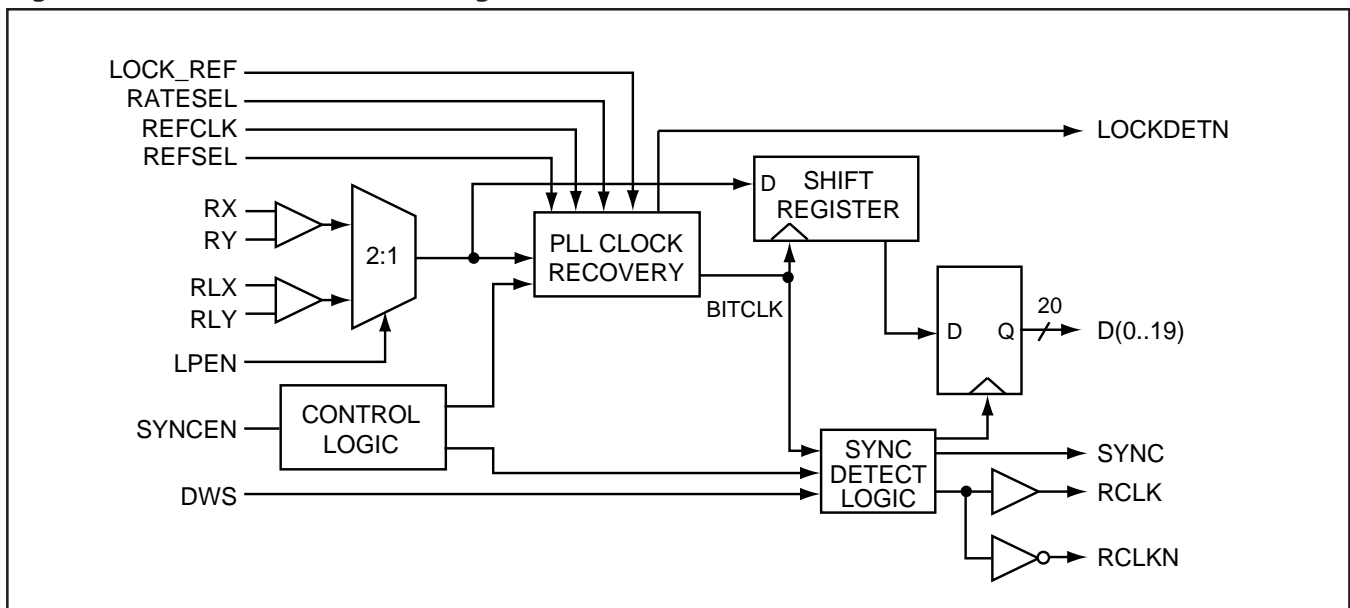 LOCK_REF
RATESEL
REFCLK
REFSEL
LOCKDETN
D SHIFT
REGISTER
RX
RY
2:1
PLL CLOCK
RECOVERY
RLX
RLY
BITCLK
20
D Q
D(0..19)
LPEN
SYNCEN
CONTROL
LOGIC
SYNC
DETECT
LOGIC
SYNC
RCLK
DWS
RCLKN